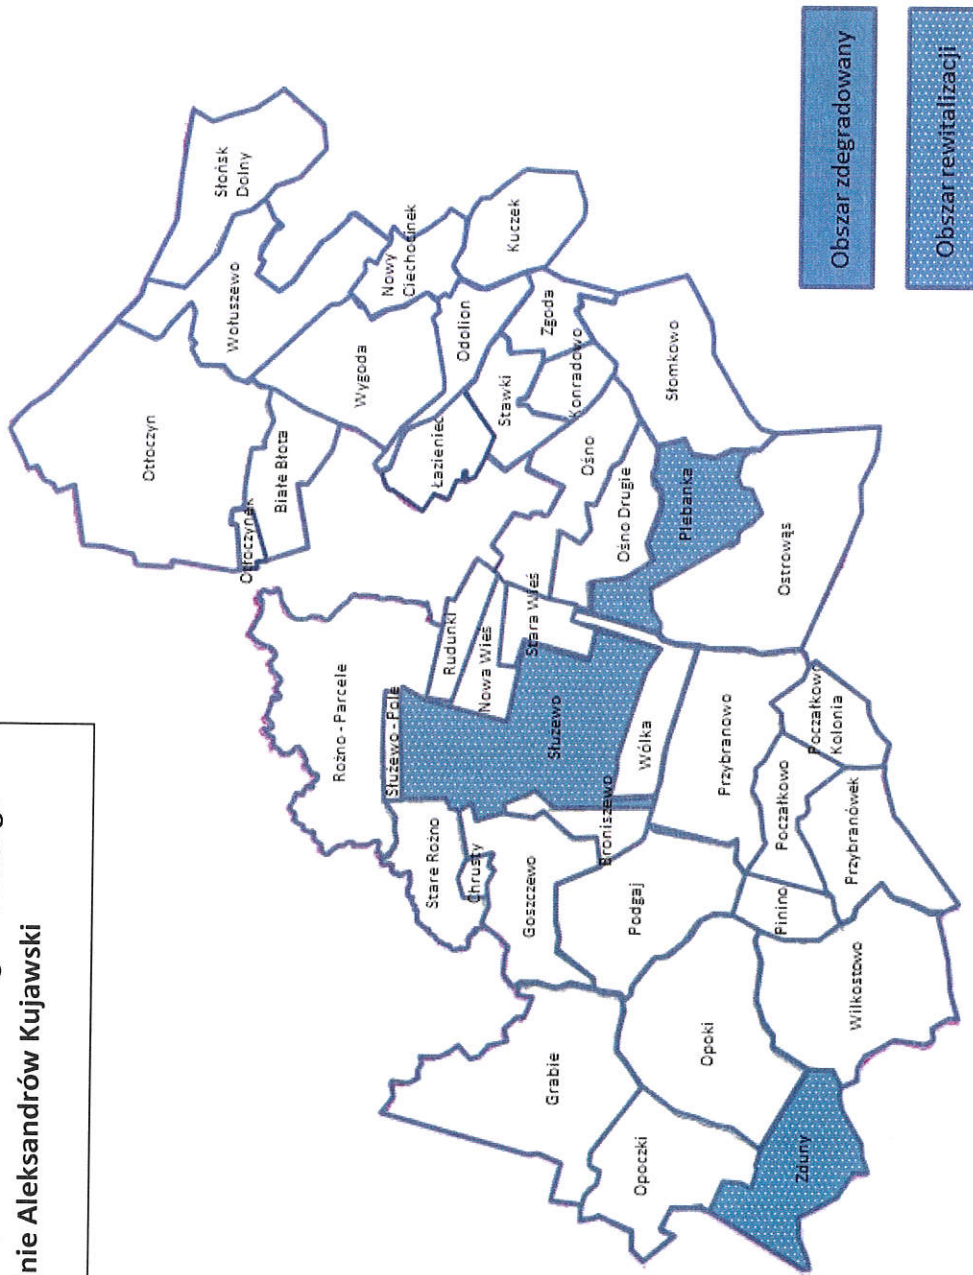 nie Aleksandrów Kujawski
Słońsk
Dolny
Wołuszewo
Otłoczyn
Nowy
Ciechocinek
Kuczek
Wygoda
Odolion
Białe Błota
Otłoczynek
Łazieniec
Stawki
Zgoda
Konradowo
Słomkowo
Ośno
Ośno Drugie
Plebanka
Ostrowąs
Rożno - Parcele
Rudunki
Nowa Wieś
Stara Wieś
Służewo - Pole
Służewo
Stare Rożno
Chrusty
Goszczewo
Broniszewo
Wólka
Przybranowo
Początkowo
Kolonia
Początkowo
Przybranówek
Podgaj
Pinino
Grabie
Opoki
Wilkostowo
Opoczki
Zduny
Obszar zdegradowany
Obszar rewitalizacji